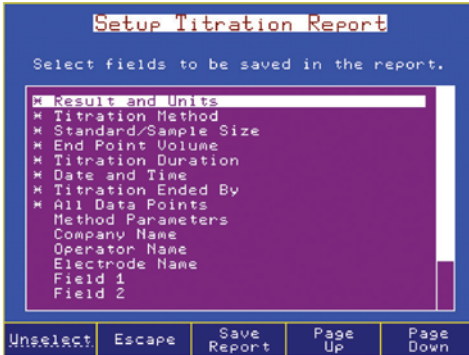 Setup Titration Report
Select fields to be saved in the report.
* Result and Units
* Titration Method
* Standard/Sample Size
* End Point Volume
* Titration Duration
* Date and Time
* Titration Ended By
* All Data Points
Method Parameters
Company Name
Operator Name
Electrode Name
Field 1
Field 2
Unselect
Escape
Save
Report
Page
Up
Page
Down